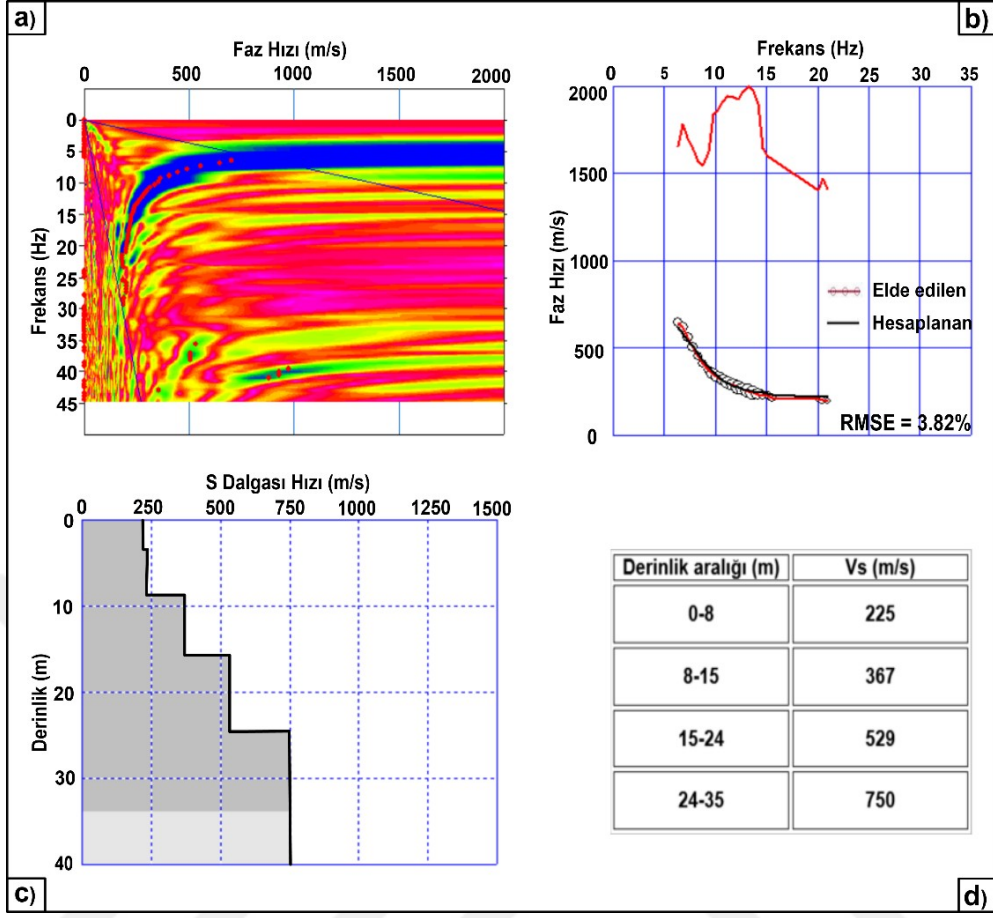 a)
Faz Hızı (m/s)
0 500 1000 1500 2000
Frekans (Hz)
0
5
10
15
20
25
30
35
40
45
b)
Frekans (Hz)
0 5 10 15 20 25 30 35
Faz Hızı (m/s)
2000
1500
1000
500
0
Elde edilen
Hesaplanan
RMSE = 3.82%
S Dalgası Hızı (m/s)
0 250 500 750 1000 1250 1500
Derinlik (m)
0
10
20
30
40
c)
Derinlik aralığı (m) Vs (m/s)
0-8 225
8-15 367
15-24 529
24-35 750
d)